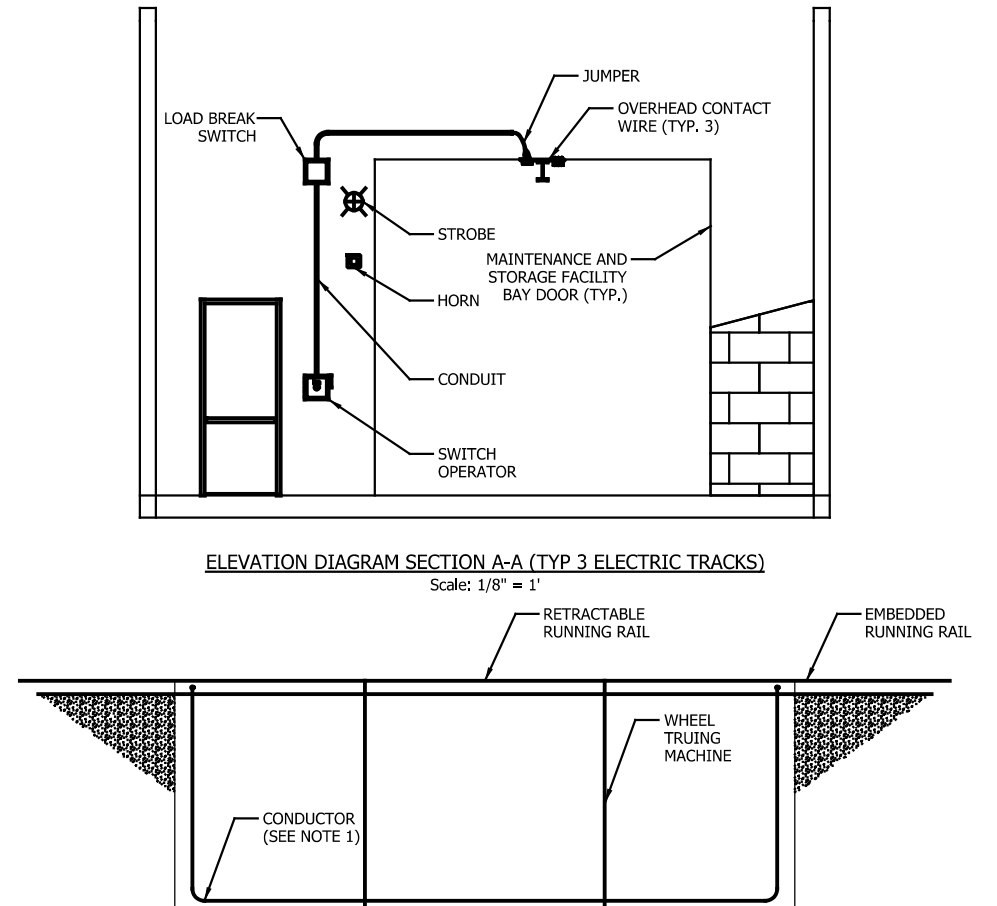 JUMPER
LOAD BREAK
SWITCH
OVERHEAD CONTACT
WIRE (TYP. 3)
STROBE
MAINTENANCE AND
STORAGE FACILITY
BAY DOOR (TYP.)
HORN
CONDUIT
SWITCH
OPERATOR
ELEVATION DIAGRAM SECTION A-A (TYP 3 ELECTRIC TRACKS)
Scale: 1/8" = 1'
RETRACTABLE
RUNNING RAIL
EMBEDDED
RUNNING RAIL
WHEEL
TRUING
MACHINE
CONDUCTOR
(SEE NOTE 1)